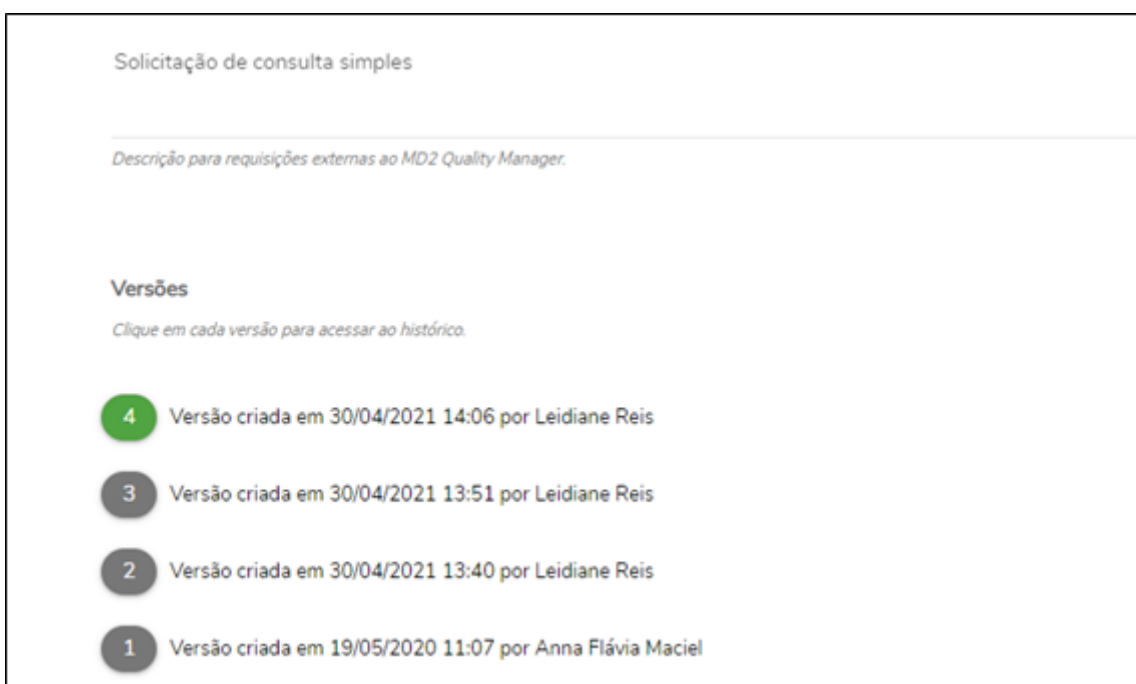 Solicitação de consulta simples
Descrição para requisições externas ao MD2 Quality Manager.
Versões
Clique em cada versão para acessar ao histórico.
4 Versão criada em 30/04/2021 14:06 por Leidiane Reis
3 Versão criada em 30/04/2021 13:51 por Leidiane Reis
2 Versão criada em 30/04/2021 13:40 por Leidiane Reis
1 Versão criada em 19/05/2020 11:07 por Anna Flávia Maciel